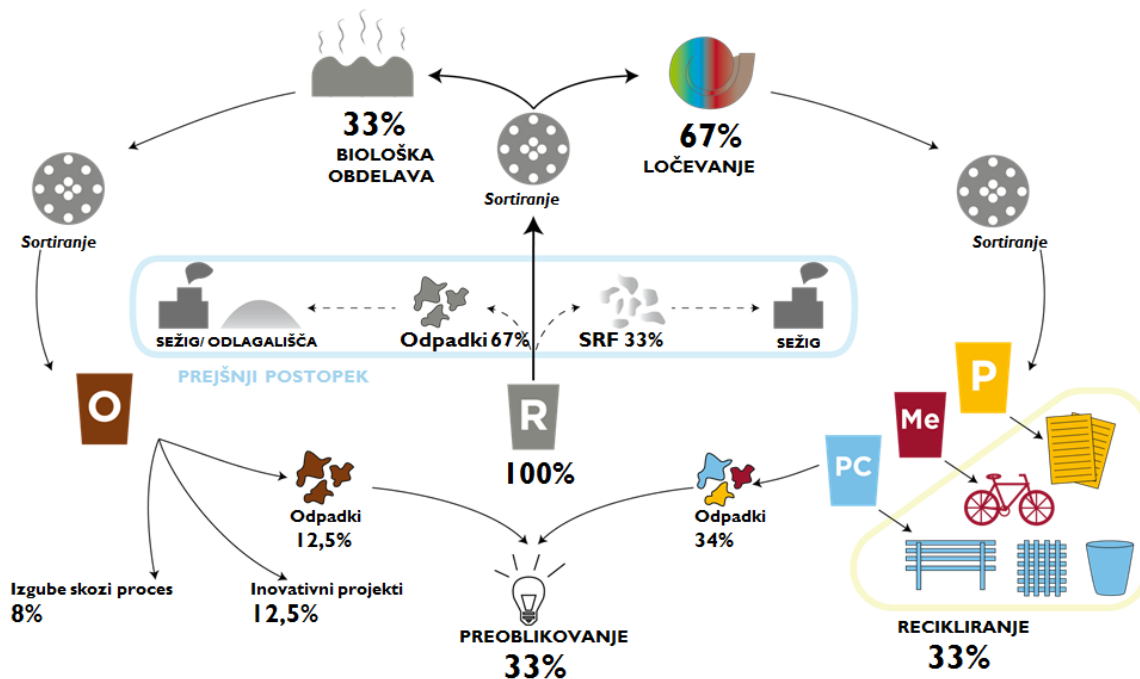 33%
BIOLOŠKA
OBDELAVA
Sortiranje
67%
LOČEVANJE
Sortiranje
Sortiranje
SEŽIG/ ODLAGALIŠČA
Odpadki 67%
SRF 33%
SEŽIG
PREJŠNJI POSTOPEK
O
R
100%
P
Me
PC
Odpadki
12,5%
Odpadki
34%
Izgube skozi proces
8%
Inovativni projekti
12,5%
PREOBLIKOVANJE
33%
RECIKLIRANJE
33%